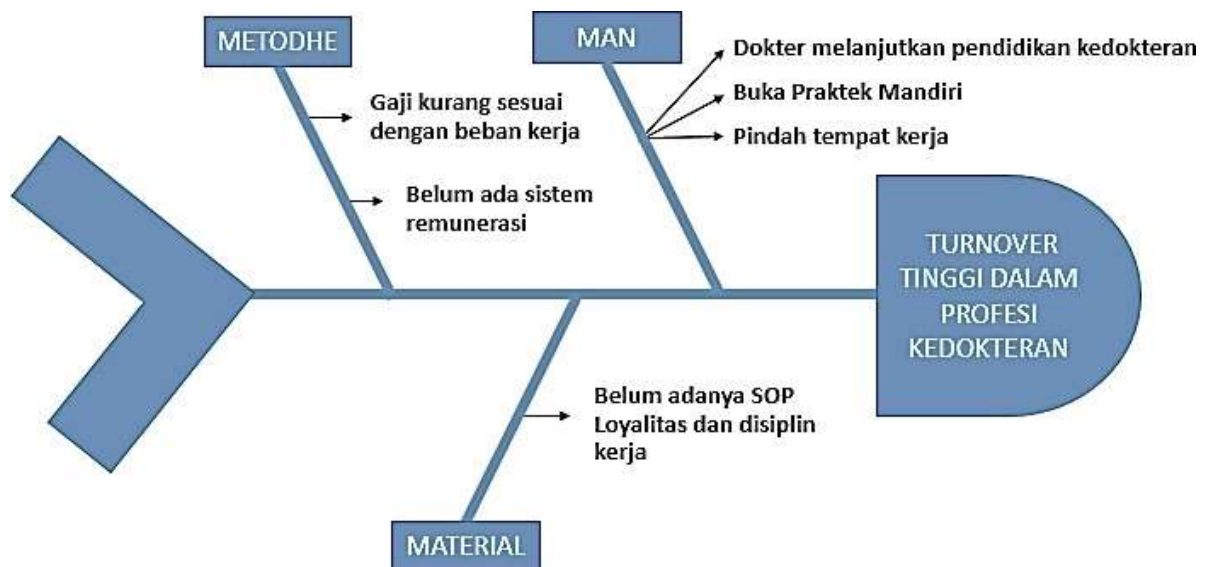 METODHE
Gaji kurang sesuai
dengan beban kerja
Belum ada sistem
remunerasi
MAN
Dokter melanjutkan pendidikan kedokteran
Buka Praktek Mandiri
Pindah tempat kerja
TURNOVER
TINGGI DALAM
PROFESI
KEDOKTERAN
Belum adanya SOP
Loyalitas dan disiplin
kerja
MATERIAL